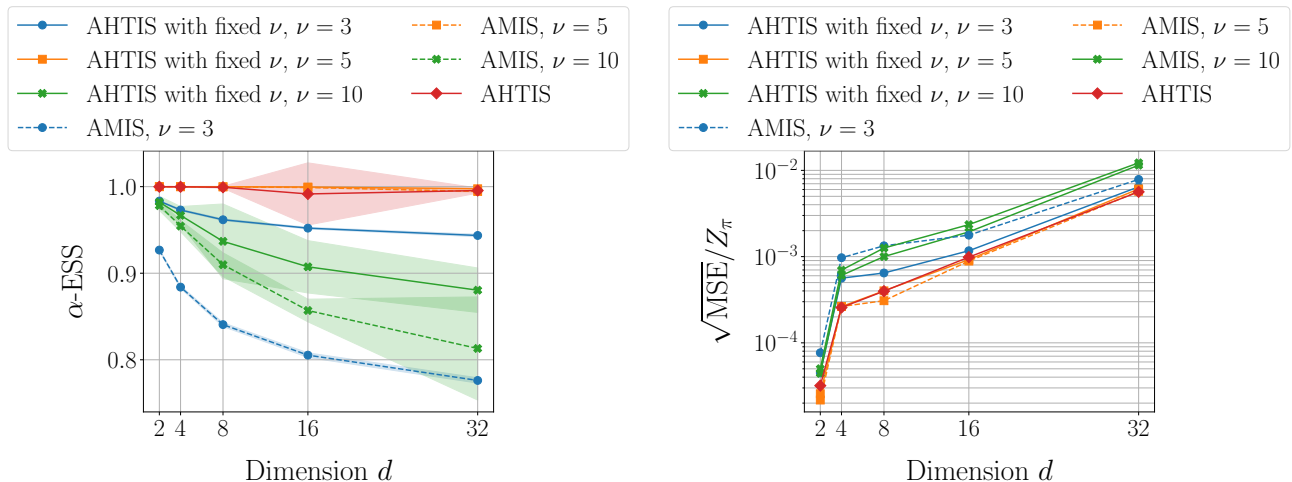 AHTIS with fixed ν, ν = 3
AHTIS with fixed ν, ν = 5
AHTIS with fixed ν, ν = 10
AMIS, ν = 3
AMIS, ν = 5
AMIS, ν = 10
AHTIS
1.0
0.9
0.8
α-ESS
2 4 8 16 32
Dimension d
AHTIS with fixed ν, ν = 3
AHTIS with fixed ν, ν = 5
AHTIS with fixed ν, ν = 10
AMIS, ν = 3
AMIS, ν = 5
AMIS, ν = 10
AHTIS
10⁻²
10⁻³
10⁻⁴
√MSE/Z_π
2 4 8 16 32
Dimension d